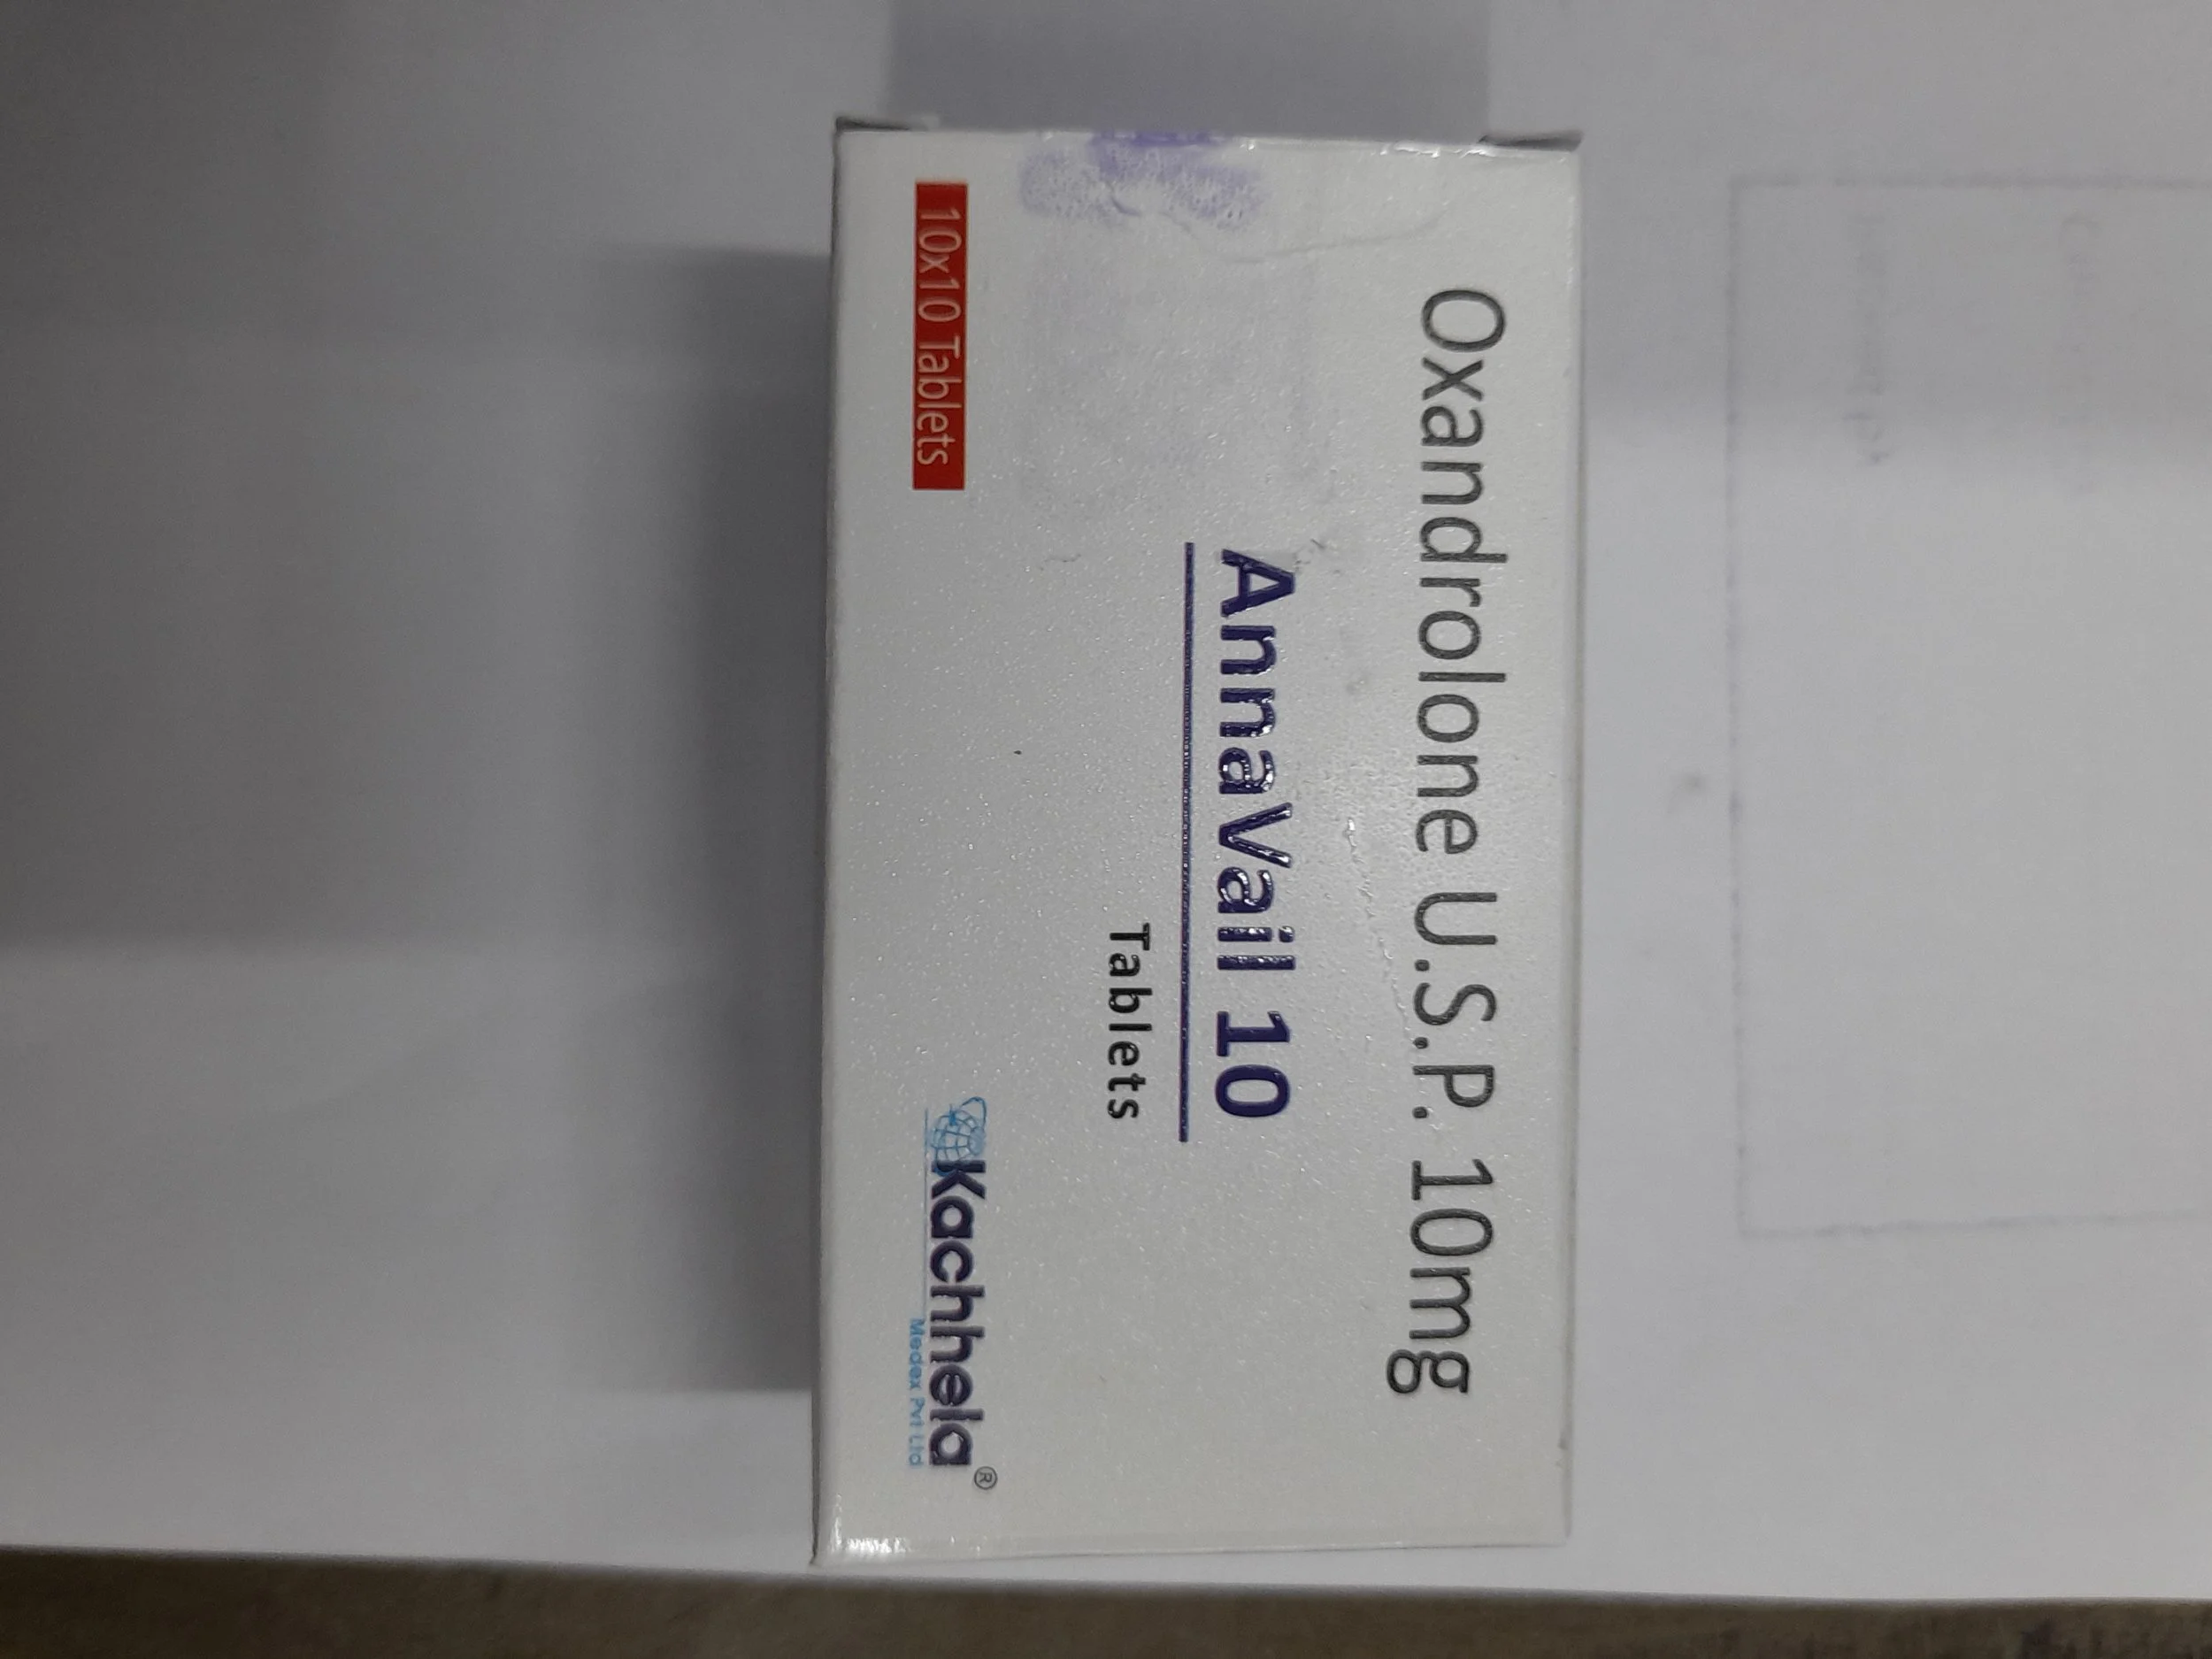 Oxandrolone U.S.P. 10mg
AnnaVail 10
Tablets
10x10 Tablets
Kachhela®
Medex Pvt Ltd